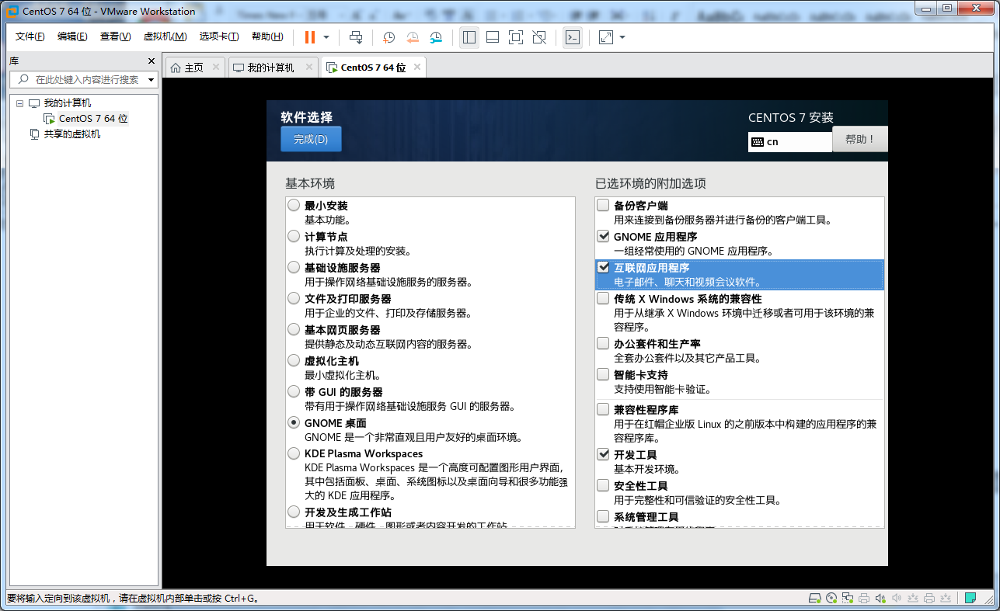 CentOS 7 64 位 - VMware Workstation
文件(F) 编辑(E) 查看(V) 虚拟机(M) 选项卡(T) 帮助(H)
库
在此处键入内容进行搜索
我的计算机
CentOS 7 64 位
共享的虚拟机
主页 我的计算机 CentOS 7 64 位
软件选择
完成(D)
CENTOS 7 安装
cn
帮助！
基本环境
最小安装
基本功能。
计算节点
执行计算及处理的安装。
基础设施服务器
用于操作网络基础设施服务的服务器。
文件及打印服务器
用于企业的文件、打印及存储服务器。
基本网页服务器
提供静态及动态互联网内容的服务器。
虚拟化主机
最小虚拟化主机。
带 GUI 的服务器
带有用于操作网络基础设施服务 GUI 的服务器。
GNOME 桌面
GNOME 是一个非常直观且用户友好的桌面环境。
KDE Plasma Workspaces
KDE Plasma Workspaces 是一个高度可配置图形用户界面，
其中包括面板、桌面、系统图标以及桌面向导和很多功能强
大的 KDE 应用程序。
开发及生成工作站
用于软件、硬件、图形或者内容开发的工作站
已选环境的附加选项
备份客户端
用来连接到备份服务器并进行备份的客户端工具。
GNOME 应用程序
一组经常使用的 GNOME 应用程序。
互联网应用程序
电子邮件、聊天和视频会议软件。
传统 X Windows 系统的兼容性
用于从继承 X Windows 环境中迁移或者可用于该环境的兼
容程序。
办公套件和生产率
全套办公套件以及其它产品工具。
智能卡支持
支持使用智能卡验证。
兼容性程序库
用于在红帽企业版 Linux 的之前版本中构建的应用程序的兼
容程序库。
开发工具
基本开发环境。
安全性工具
用于完整性和可信验证的安全性工具。
系统管理工具
要将输入定向到该虚拟机，请在虚拟机内部单击或按 Ctrl+G。